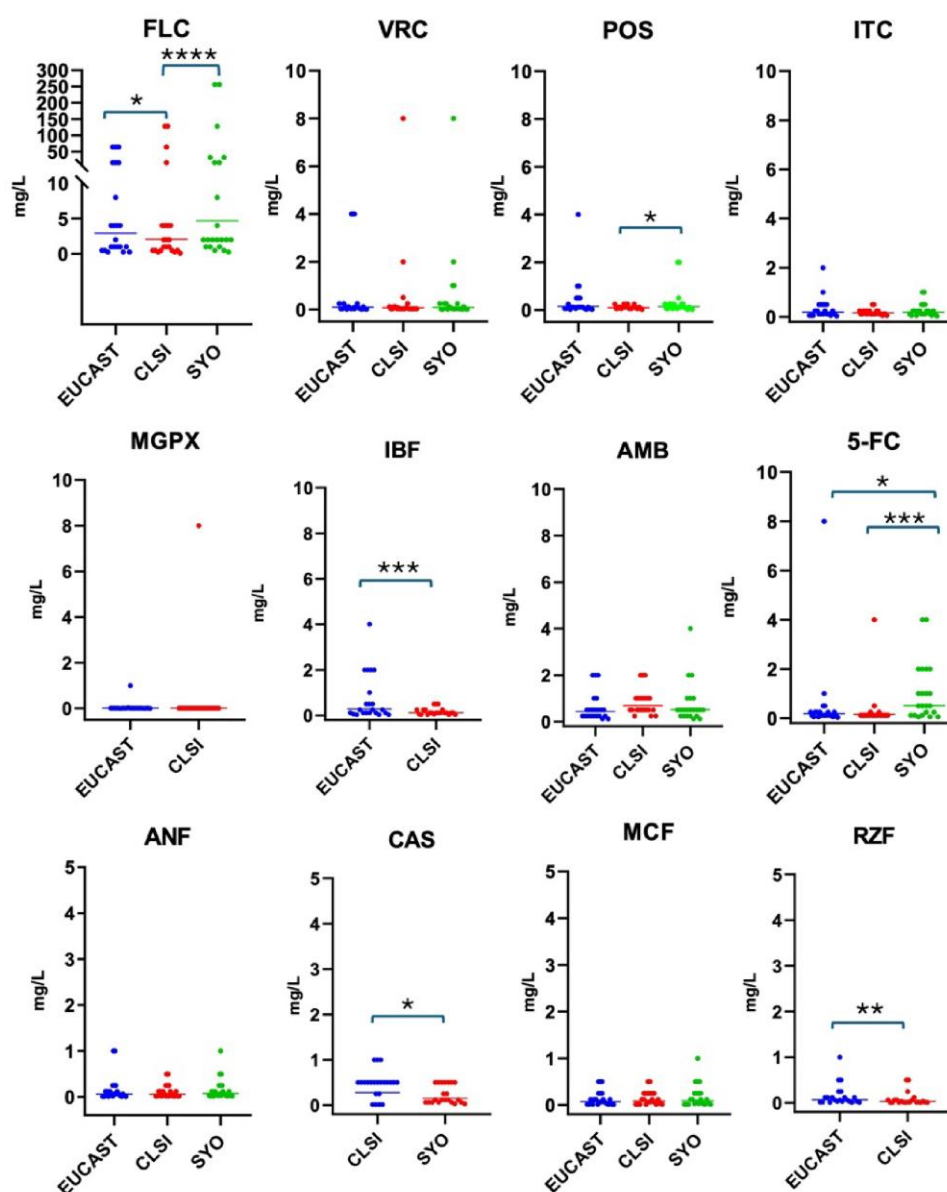 FLC
300
250
200
150
100
50
10
5
0
mg/L
*
****
EUCAST
CLSI
SYO
VRC
10
8
6
4
2
0
mg/L
EUCAST
CLSI
SYO
POS
10
8
6
4
2
0
mg/L
*
EUCAST
CLSI
SYO
ITC
10
8
6
4
2
0
mg/L
EUCAST
CLSI
SYO
MGPX
10
8
6
4
2
0
mg/L
EUCAST
CLSI
IBF
10
8
6
4
2
0
mg/L
***
EUCAST
CLSI
AMB
10
8
6
4
2
0
mg/L
EUCAST
CLSI
SYO
5-FC
10
8
6
4
2
0
mg/L
*
***
EUCAST
CLSI
SYO
ANF
5
4
3
2
1
0
mg/L
EUCAST
CLSI
SYO
CAS
5
4
3
2
1
0
mg/L
*
CLSI
SYO
MCF
5
4
3
2
1
0
mg/L
EUCAST
CLSI
SYO
RZF
5
4
3
2
1
0
mg/L
**
EUCAST
CLSI